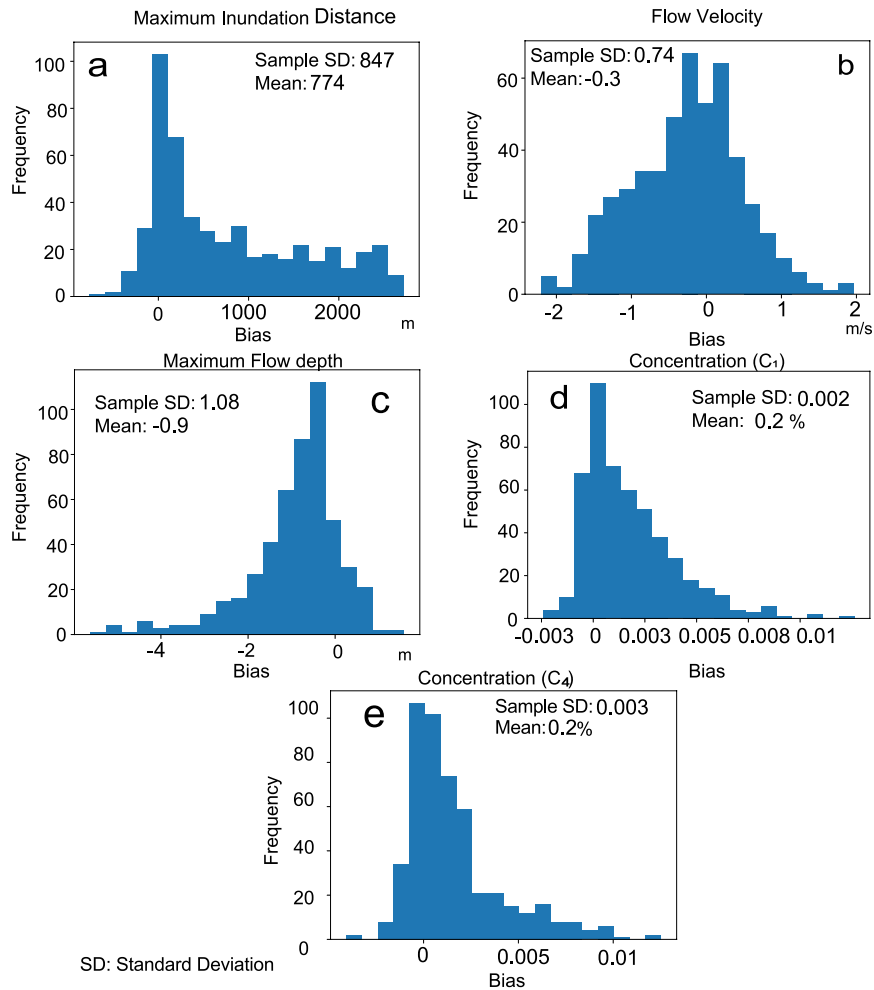 Maximum Inundation Distance
a
Sample SD: 847
Mean: 774
Frequency
100
80
60
40
20
0
0
1000
2000
m
Bias
Flow Velocity
b
Sample SD: 0.74
Mean: -0.3
Frequency
60
40
20
0
-2
-1
0
1
2
m/s
Bias
Maximum Flow depth
c
Sample SD: 1.08
Mean: -0.9
Frequency
100
80
60
40
20
0
-4
-2
0
m
Bias
Concentration (C₁)
d
Sample SD: 0.002
Mean: 0.2 %
Frequency
100
80
60
40
20
0
-0.003
0
0.003
0.005
0.008
0.01
Bias
Concentration (C₄)
e
Sample SD: 0.003
Mean: 0.2%
Frequency
100
80
60
40
20
0
0
0.005
0.01
Bias
SD: Standard Deviation